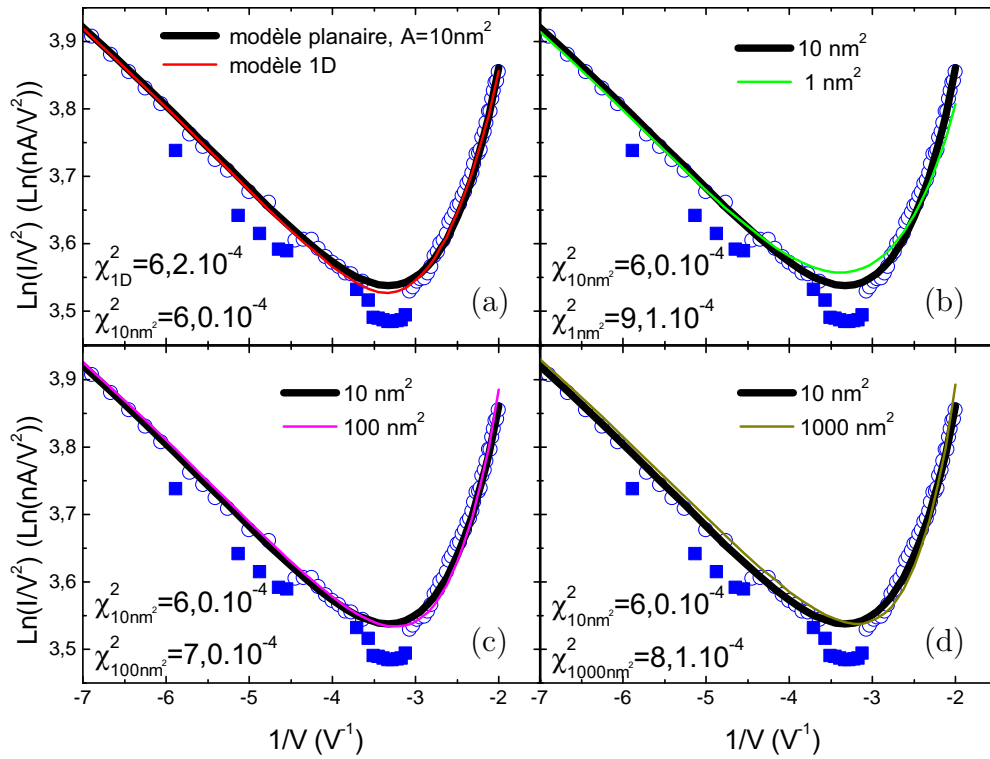 3,9
3,8
3,7
3,6
3,5
Ln(I/V²) (Ln(nA/V²))
modèle planaire, A=10nm²
modèle 1D
χ²1D=6,2.10⁻⁴
χ²10nm²=6,0.10⁻⁴
(a)
10 nm²
1 nm²
χ²10nm²=6,0.10⁻⁴
χ²1nm²=9,1.10⁻⁴
(b)
3,9
3,8
3,7
3,6
3,5
Ln(I/V²) (Ln(nA/V²))
10 nm²
100 nm²
χ²10nm²=6,0.10⁻⁴
χ²100nm²=7,0.10⁻⁴
(c)
-7 -6 -5 -4 -3 -2
1/V (V⁻¹)
10 nm²
1000 nm²
χ²10nm²=6,0.10⁻⁴
χ²1000nm²=8,1.10⁻⁴
(d)
-7 -6 -5 -4 -3 -2
1/V (V⁻¹)